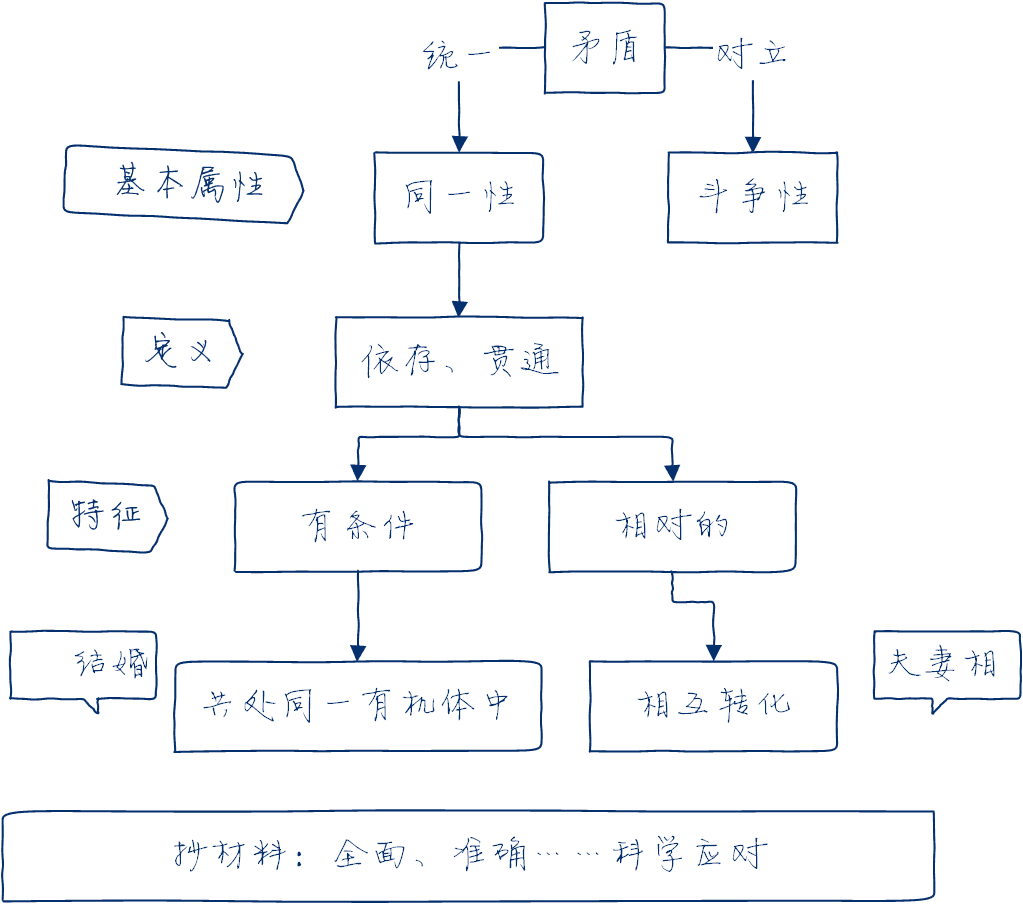 统一
矛盾
对立
基本属性
同一性
斗争性
定义
依存、贯通
特征
有条件
相对的
结婚
共处同一有机体中
相互转化
夫妻相
抄材料：全面、准确……科学应对